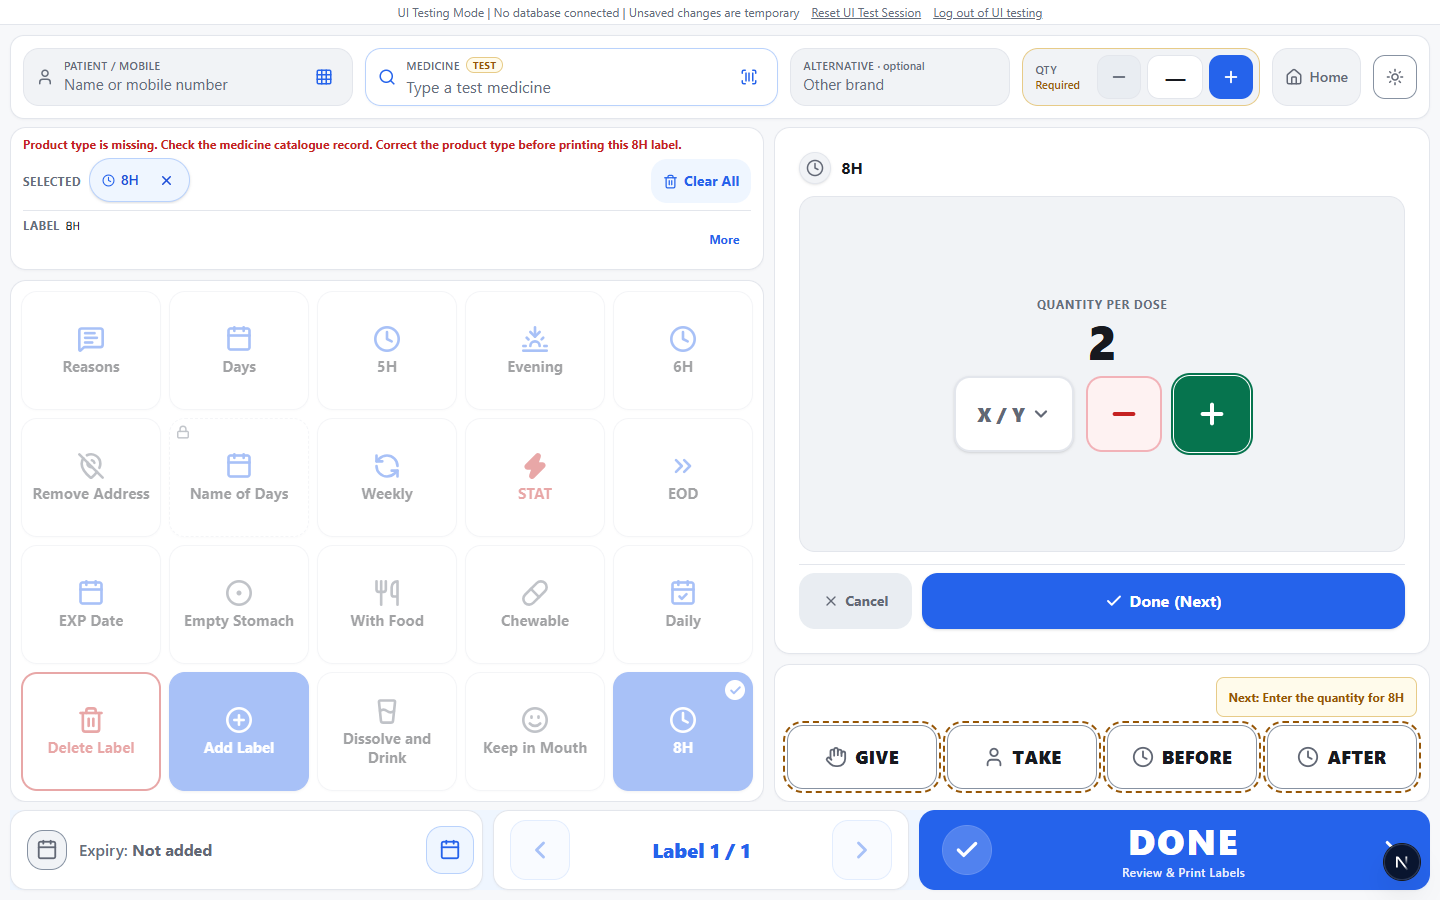 UI Testing Mode | No database connected | Unsaved changes are temporary Reset UI Test Session Log out of UI testing
PATIENT / MOBILE
Name or mobile number
MEDICINE TEST
Type a test medicine
ALTERNATIVE · optional
Other brand
QTY
Required
— — +
Home
Product type is missing. Check the medicine catalogue record. Correct the product type before printing this 8H label.
SELECTED 8H × Clear All
LABEL 8H
More
Reasons Days 5H Evening 6H
Remove Address Name of Days Weekly STAT EOD
EXP Date Empty Stomach With Food Chewable Daily
Delete Label Add Label Dissolve and Drink Keep in Mouth 8H
8H
QUANTITY PER DOSE
2
X / Y − +
Cancel Done (Next)
Next: Enter the quantity for 8H
GIVE TAKE BEFORE AFTER
Expiry: Not added
Label 1 / 1
DONE
Review & Print Labels
N